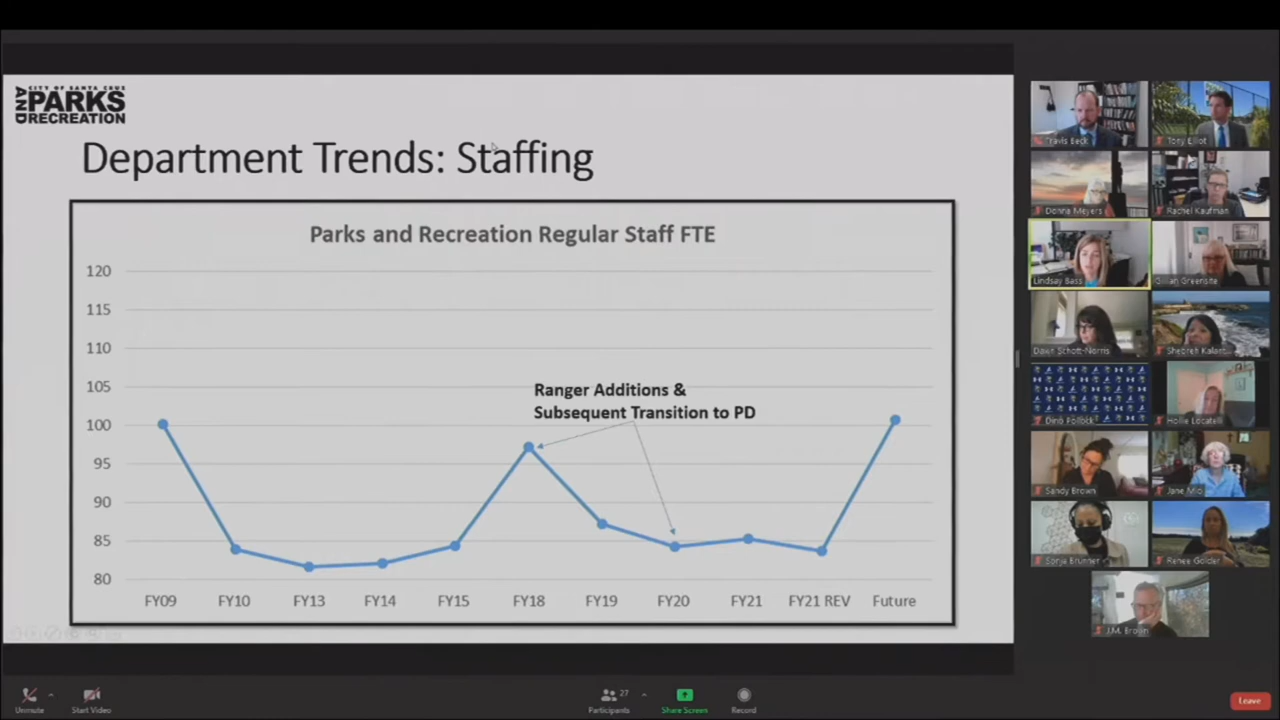 CITY OF SANTA CRUZ
PARKS
AND
RECREATION
Department Trends: Staffing
Parks and Recreation Regular Staff FTE
120
115
110
105
100
95
90
85
80
Ranger Additions &
Subsequent Transition to PD
FY09 FY10 FY13 FY14 FY15 FY18 FY19 FY20 FY21 FY21 REV Future
Travis Beck
Tony Elliot
Donna Meyers
Rachel Kaufman
Lindsay Bass
Gillian Greensite
Dawn Schott-Norris
Shebreh Kalant...
Dino Pollock
Hollie Locatelli
Sandy Brown
Jane Mio
Sonja Brunner
Renee Golder
J.M. Brown
Unmute
Start Video
27
Participants
Share Screen
Record
Leave